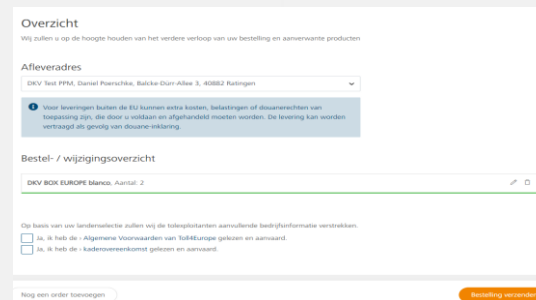 Overzicht
Wij zullen u op de hoogte houden van het verdere verloop van uw bestelling en aanverwante producten
Afleveradres
DKV Test PPM, Daniel Poerschke, Balcke-Dürr-Allee 3, 40882 Ratingen
Voor leveringen buiten de EU kunnen extra kosten, belastingen of douanerechten van
toepassing zijn, die door u voldaan en afgehandeld moeten worden. De levering kan worden
vertraagd als gevolg van douane-inklaring.
Bestel- / wijzigingsoverzicht
DKV BOX EUROPE blanco, Aantal: 2
Op basis van uw landenselectie zullen wij de tolexploitanten aanvullende bedrijfsinformatie verstrekken.
Ja, ik heb de › Algemene Voorwaarden van Toll4Europe gelezen en aanvaard.
Ja, ik heb de › kaderovereenkomst gelezen en aanvaard.
Nog een order toevoegen
Bestelling verzenden